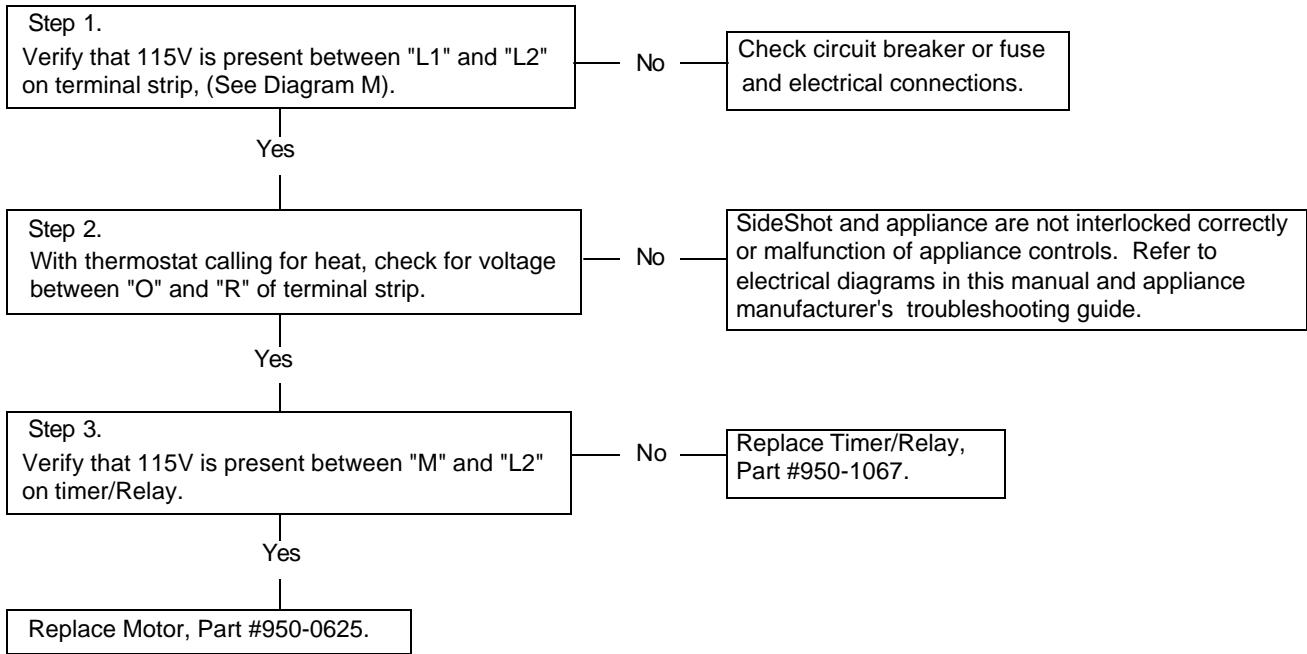 Step 1.
Verify that 115V is present between "L1" and "L2"
on terminal strip, (See Diagram M).
No
Check circuit breaker or fuse
and electrical connections.
Yes
Step 2.
With thermostat calling for heat, check for voltage
between "O" and "R" of terminal strip.
No
SideShot and appliance are not interlocked correctly
or malfunction of appliance controls.  Refer to
electrical diagrams in this manual and appliance
manufacturer's  troubleshooting guide.
Yes
Step 3.
Verify that 115V is present between "M" and "L2"
on timer/Relay.
No
Replace Timer/Relay,
Part #950-1067.
Yes
Replace Motor, Part #950-0625.